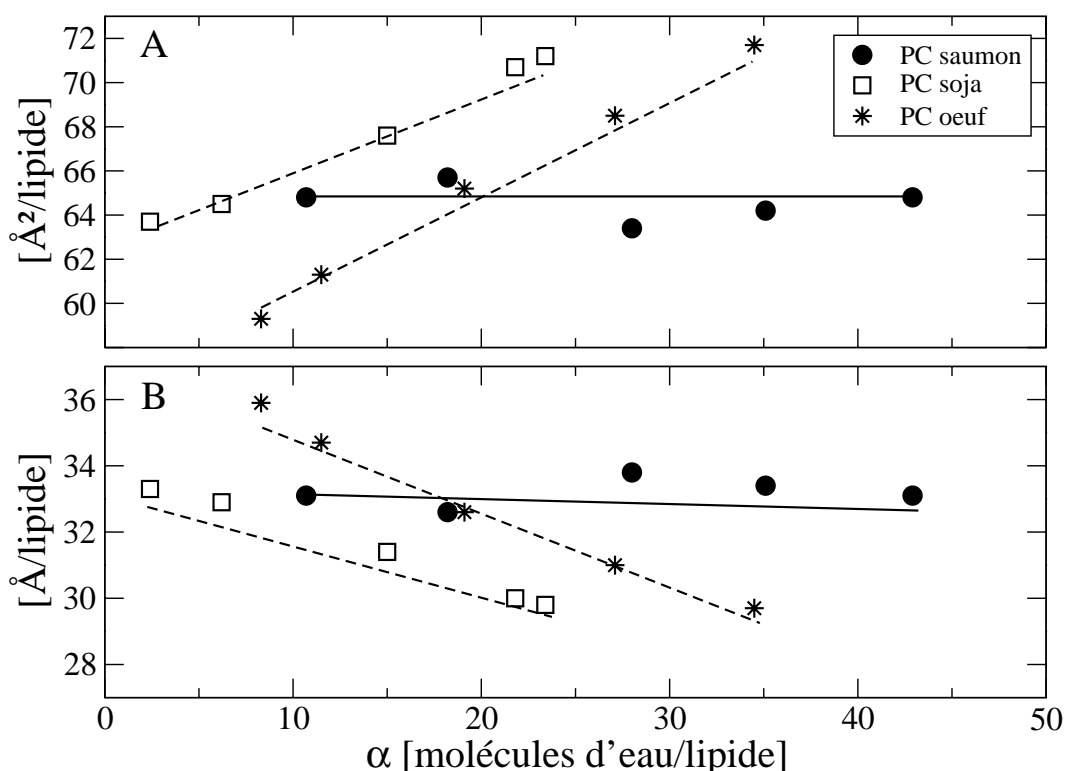 A
72
70
68
66
64
62
60
[Å²/lipide]
PC saumon
PC soja
PC oeuf
B
36
34
32
30
28
[Å/lipide]
0 10 20 30 40 50
α [molécules d'eau/lipide]